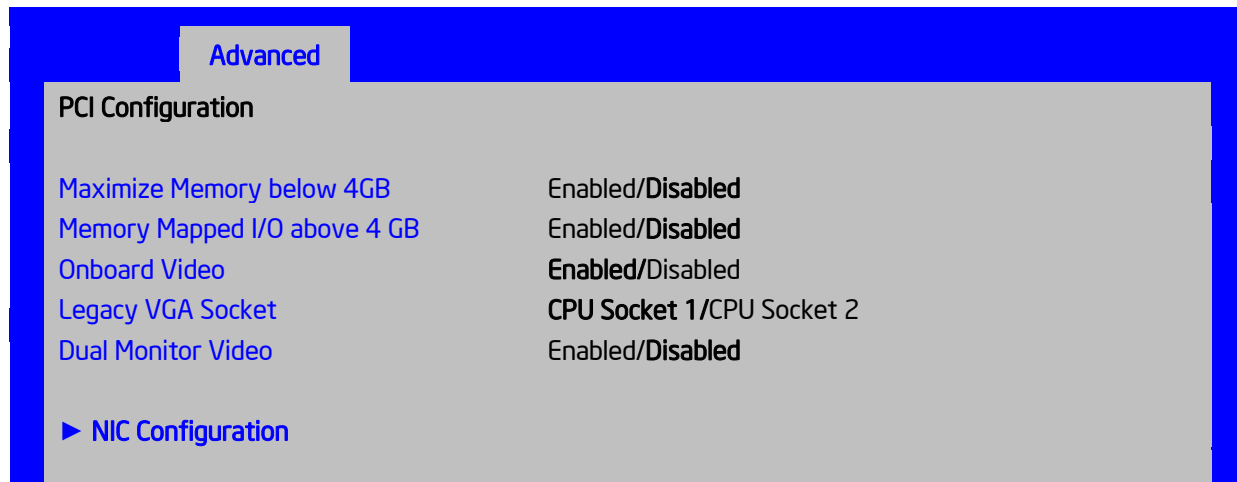 Advanced
PCI Configuration
Maximize Memory below 4GB Enabled/Disabled
Memory Mapped I/O above 4 GB Enabled/Disabled
Onboard Video Enabled/Disabled
Legacy VGA Socket CPU Socket 1/CPU Socket 2
Dual Monitor Video Enabled/Disabled
► NIC Configuration